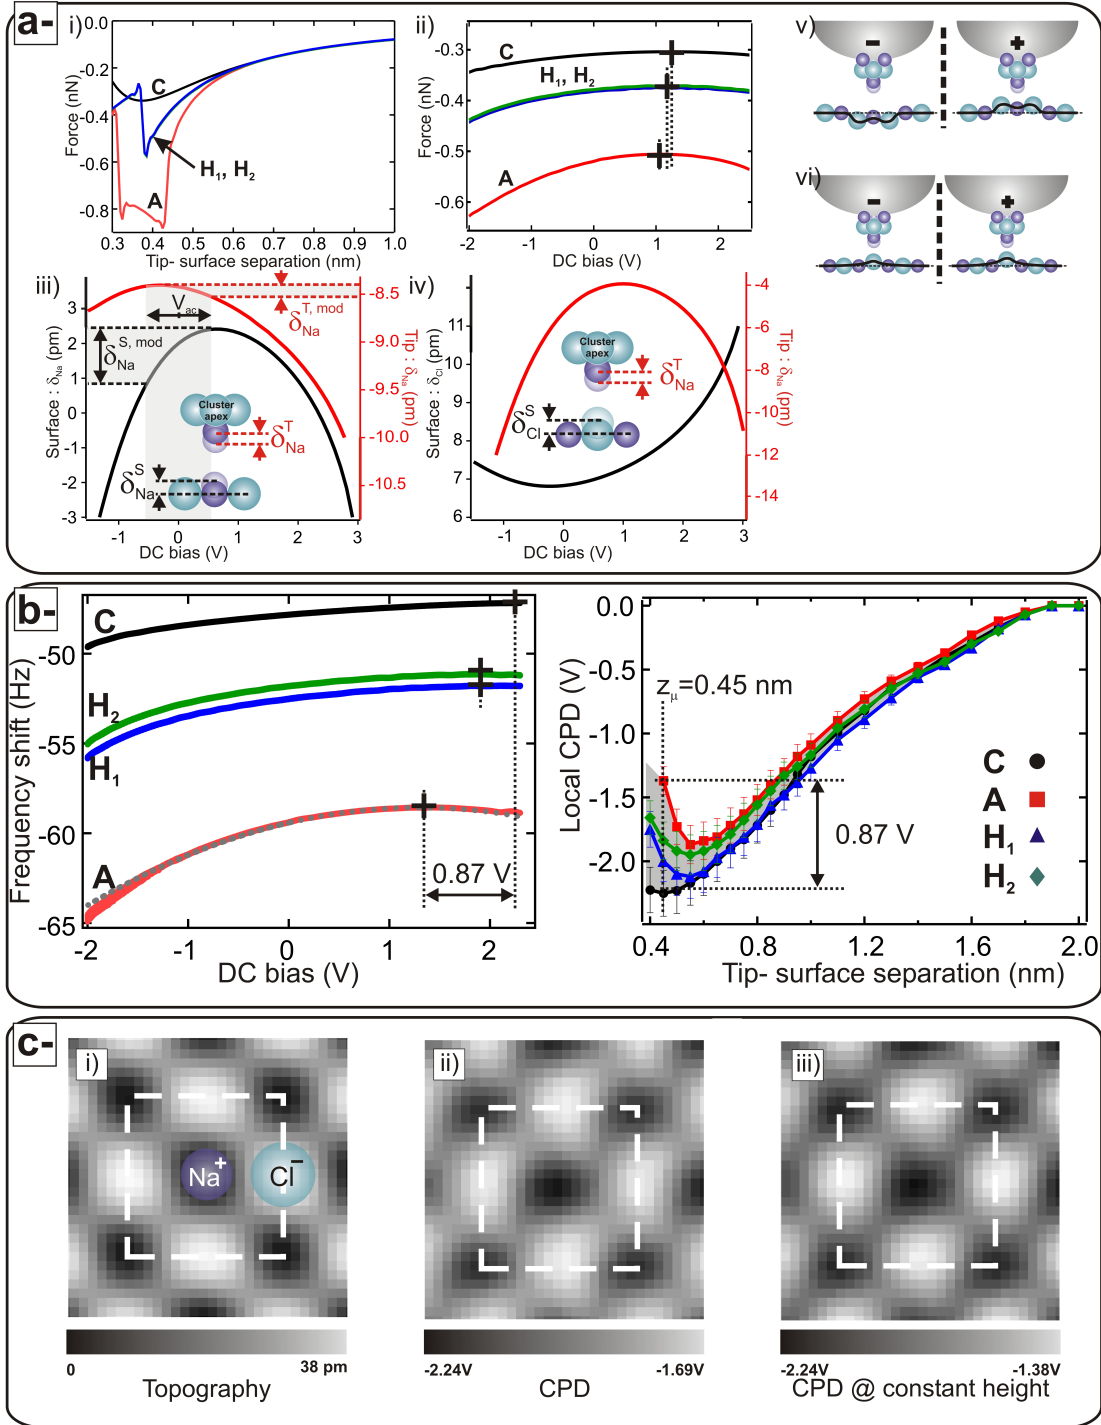 a-
i)
0.0
-0.2
-0.4
-0.6
-0.8
Force (nN)
C
H1, H2
A
0.3 0.4 0.5 0.6 0.7 0.8 0.9 1.0
Tip- surface separation (nm)
ii)
-0.3
-0.4
-0.5
-0.6
Force (nN)
C
H1, H2
A
-2 -1 0 1 2
DC bias (V)
v)
- +
vi)
- +
iii)
3
2
1
0
-1
-2
-3
Surface : δNa (pm)
Vac
δNa S, mod
δNa T, mod
Cluster
apex
δNa T
δNa S
-8.5
-9.0
-9.5
-10.0
-10.5
Tip : δNa (pm)
-1 0 1 2 3
DC bias (V)
iv)
11
10
9
8
7
6
Surface : δCl (pm)
Cluster
apex
δNa T
δCl S
-4
-6
-8
-10
-12
-14
Tip : δNa (pm)
-1 0 1 2 3
DC bias (V)
b-
-50
-55
-60
-65
Frequency shift (Hz)
C
H2
H1
A
0.87 V
-2 -1 0 1 2
DC bias (V)
0.0
-0.5
-1.0
-1.5
-2.0
Local CPD (V)
zμ=0.45 nm
0.87 V
C
A
H1
H2
0.4 0.8 1.2 1.6 2.0
Tip- surface separation (nm)
c-
i)
Na+
Cl-
0 38 pm
Topography
ii)
-2.24V -1.69V
CPD
iii)
-2.24V -1.38V
CPD @ constant height